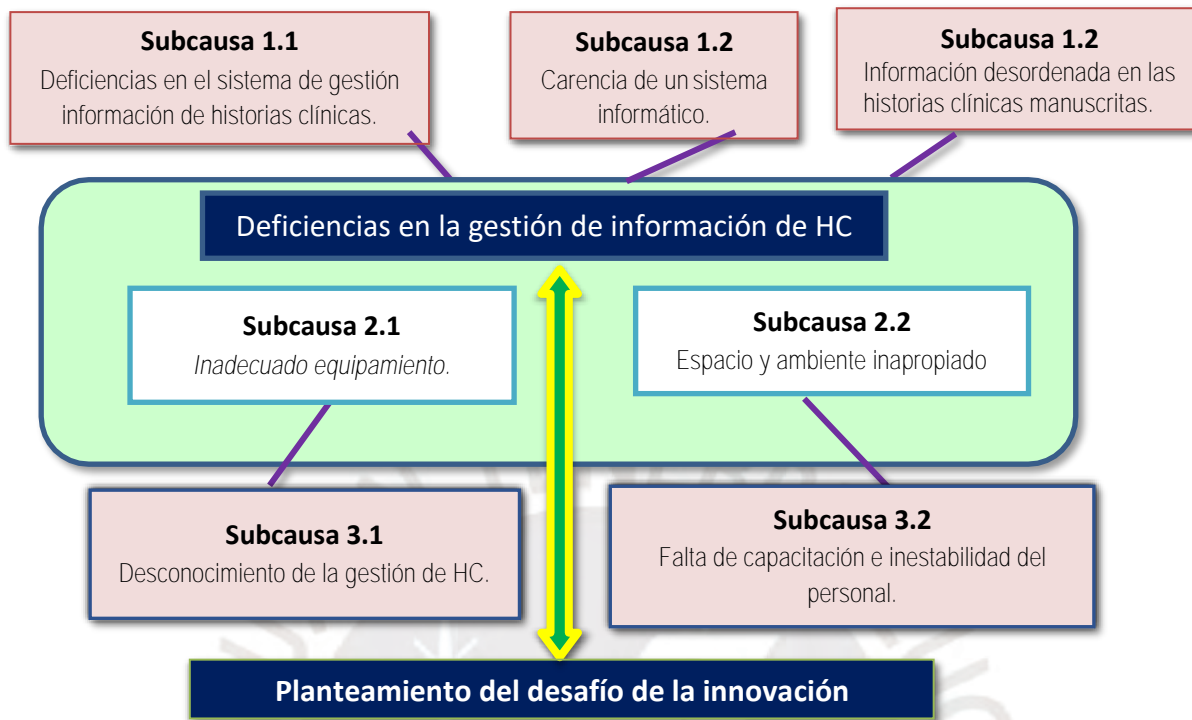 Subcausa 1.1
Deficiencias en el sistema de gestión
información de historias clínicas.
Subcausa 1.2
Carencia de un sistema
informático.
Subcausa 1.2
Información desordenada en las
historias clínicas manuscritas.
Deficiencias en la gestión de información de HC
Subcausa 2.1
Inadecuado equipamiento.
Subcausa 2.2
Espacio y ambiente inapropiado
Subcausa 3.1
Desconocimiento de la gestión de HC.
Subcausa 3.2
Falta de capacitación e inestabilidad del
personal.
Planteamiento del desafío de la innovación